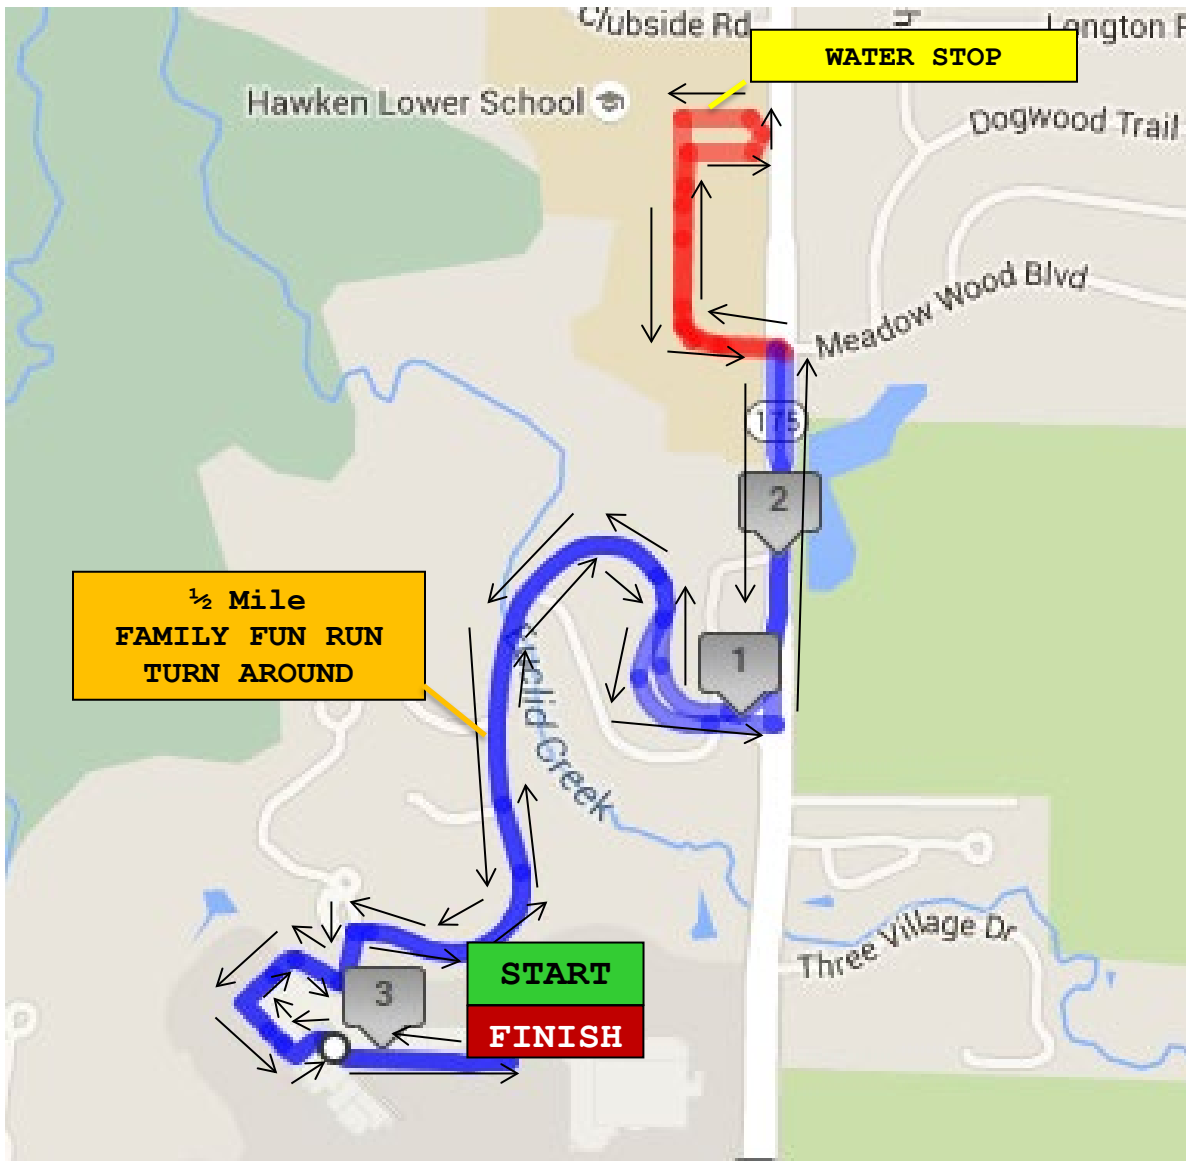 Clubside Rd
Longton
WATER STOP
Hawken Lower School
Dogwood Trail
Meadow Wood Blvd
175
2
½ Mile
FAMILY FUN RUN
TURN AROUND
1
Euclid Creek
Three Village Dr
START
3
FINISH